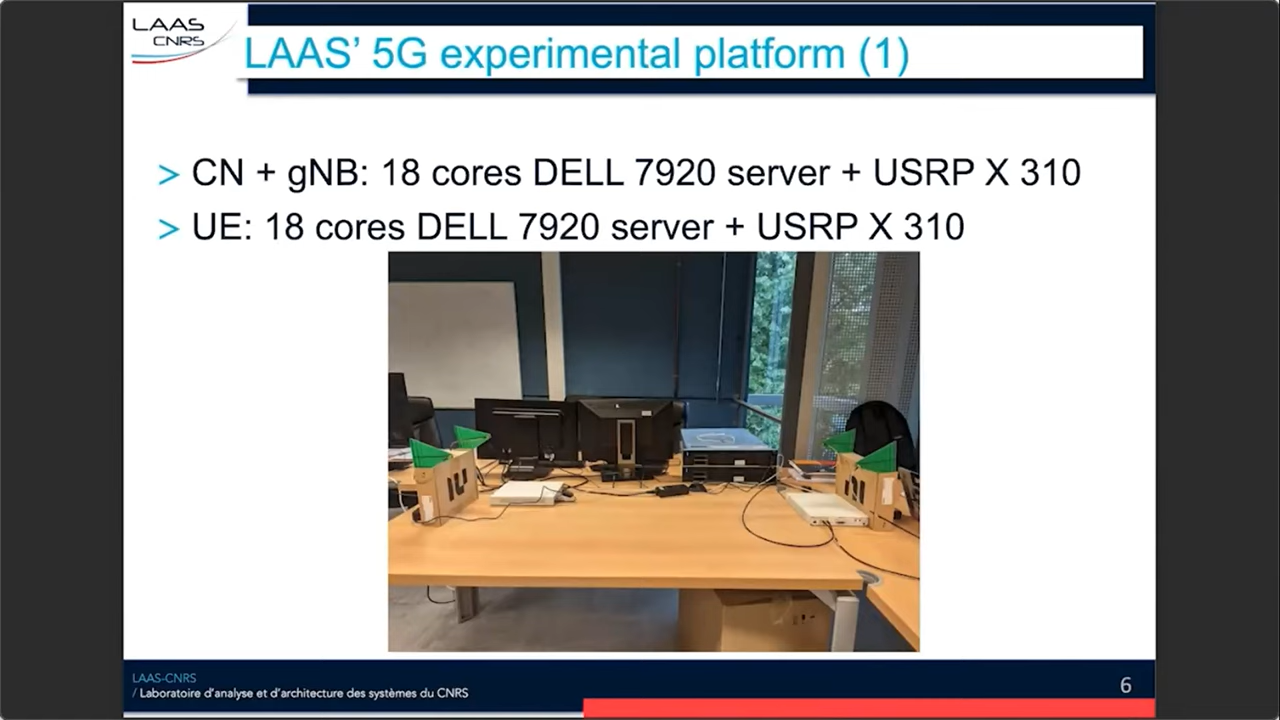 LAAS
CNRS
LAAS' 5G experimental platform (1)
> CN + gNB: 18 cores DELL 7920 server + USRP X 310
> UE: 18 cores DELL 7920 server + USRP X 310
LAAS-CNRS
/ Laboratoire d'analyse et d'architecture des systèmes du CNRS
6